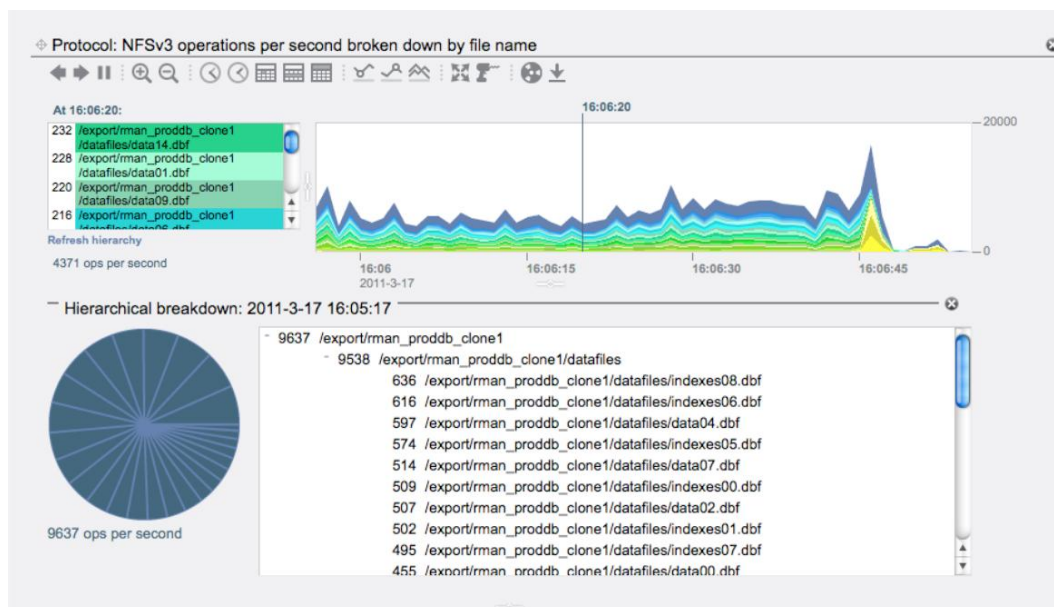 Protocol: NFSv3 operations per second broken down by file name
At 16:06:20:
232 /export/rman_proddb_clone1
/datafiles/data14.dbf
228 /export/rman_proddb_clone1
/datafiles/data01.dbf
220 /export/rman_proddb_clone1
/datafiles/data09.dbf
216 /export/rman_proddb_clone1
/datafiles/data06.dbf
Refresh hierarchy
4371 ops per second
16:06:20
20000
0
16:06
2011-3-17
16:06:15
16:06:30
16:06:45
Hierarchical breakdown: 2011-3-17 16:05:17
9637 ops per second
- 9637 /export/rman_proddb_clone1
- 9538 /export/rman_proddb_clone1/datafiles
636 /export/rman_proddb_clone1/datafiles/indexes08.dbf
616 /export/rman_proddb_clone1/datafiles/indexes06.dbf
597 /export/rman_proddb_clone1/datafiles/data04.dbf
574 /export/rman_proddb_clone1/datafiles/indexes05.dbf
514 /export/rman_proddb_clone1/datafiles/data07.dbf
509 /export/rman_proddb_clone1/datafiles/indexes00.dbf
507 /export/rman_proddb_clone1/datafiles/data02.dbf
502 /export/rman_proddb_clone1/datafiles/indexes01.dbf
495 /export/rman_proddb_clone1/datafiles/indexes07.dbf
455 /export/rman_proddb_clone1/datafiles/data00.dbf